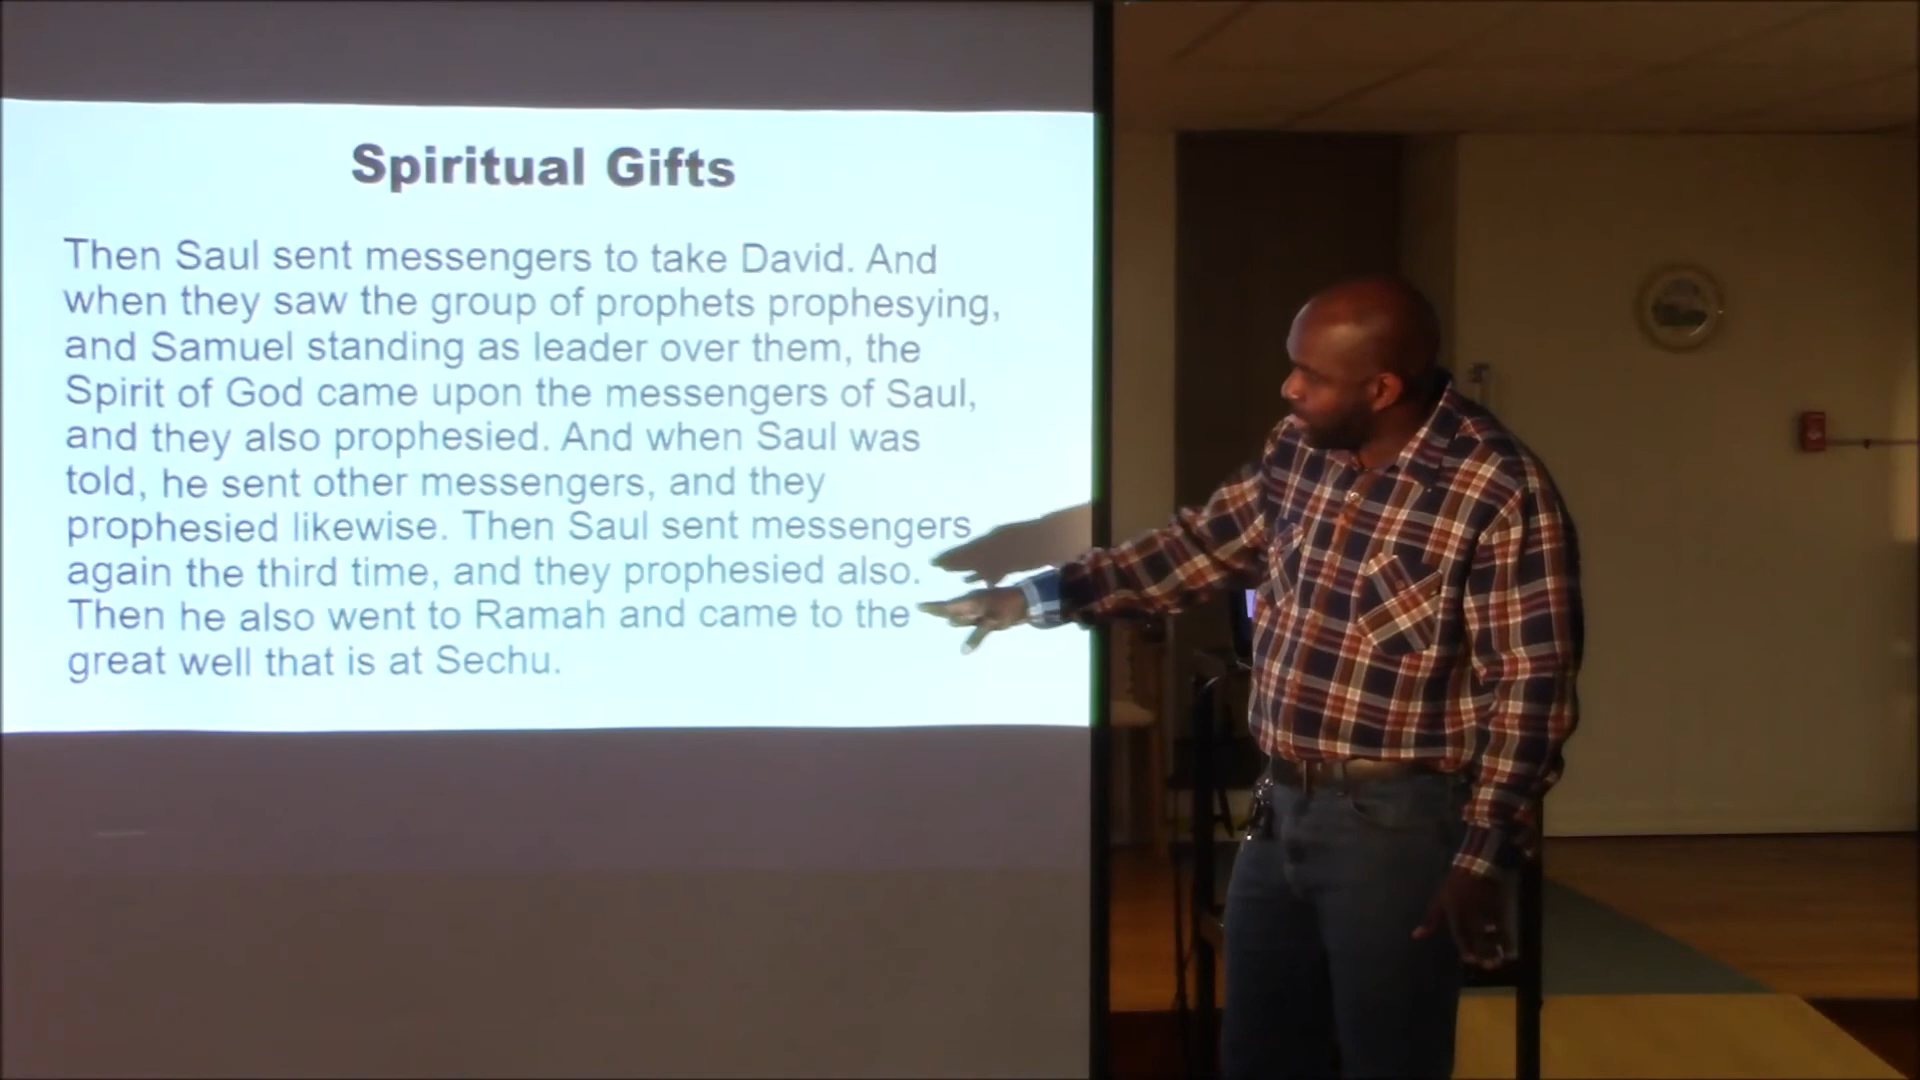 Spiritual Gifts
Then Saul sent messengers to take David. And
when they saw the group of prophets prophesying,
and Samuel standing as leader over them, the
Spirit of God came upon the messengers of Saul,
and they also prophesied. And when Saul was
told, he sent other messengers, and they
prophesied likewise. Then Saul sent messengers
again the third time, and they prophesied also.
Then he also went to Ramah and came to the
great well that is at Sechu.